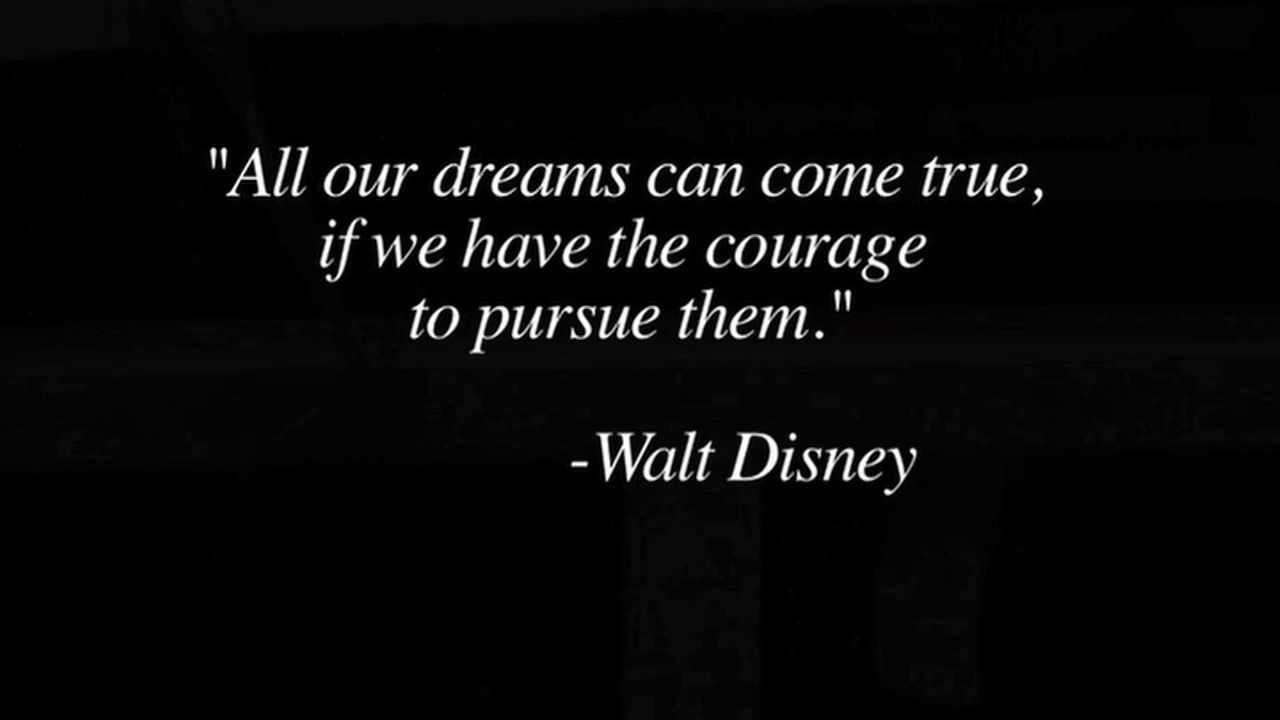 "All our dreams can come true,
if we have the courage
to pursue them."
-Walt Disney